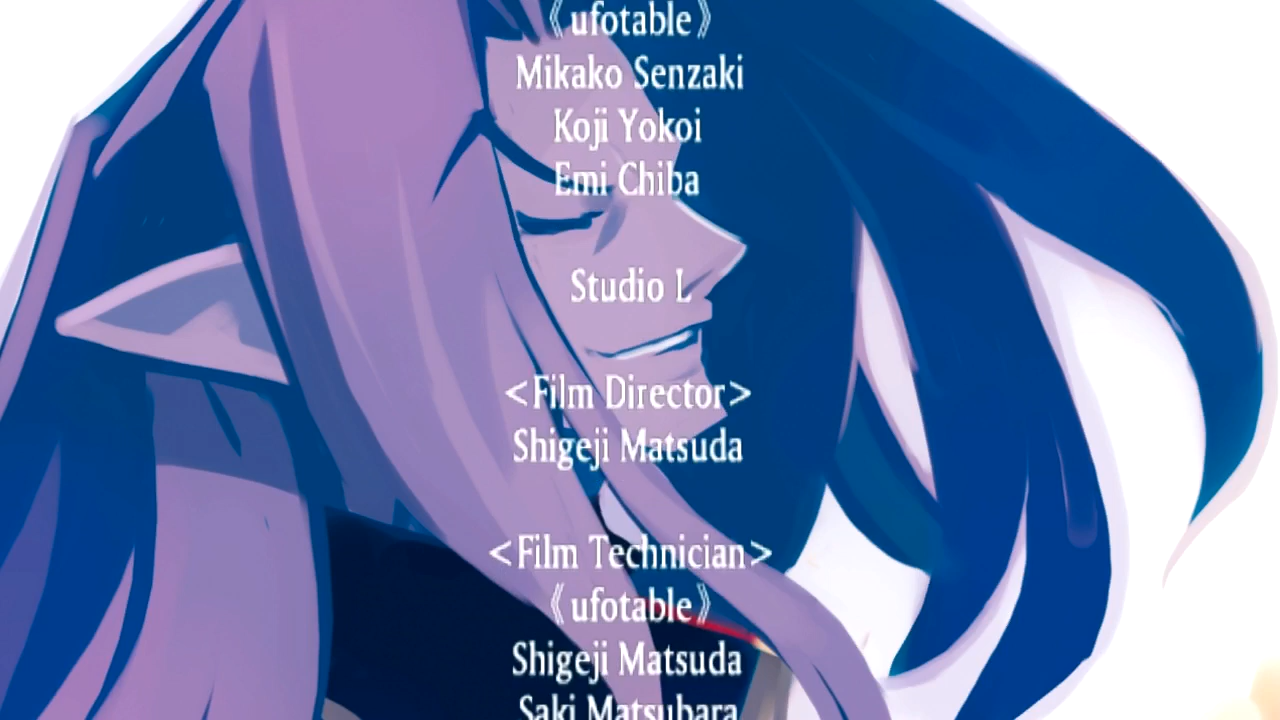 《ufotable》
Mikako Senzaki
Koji Yokoi
Emi Chiba
Studio L
<Film Director>
Shigeji Matsuda
<Film Technician>
《ufotable》
Shigeji Matsuda
Saki Matsubara